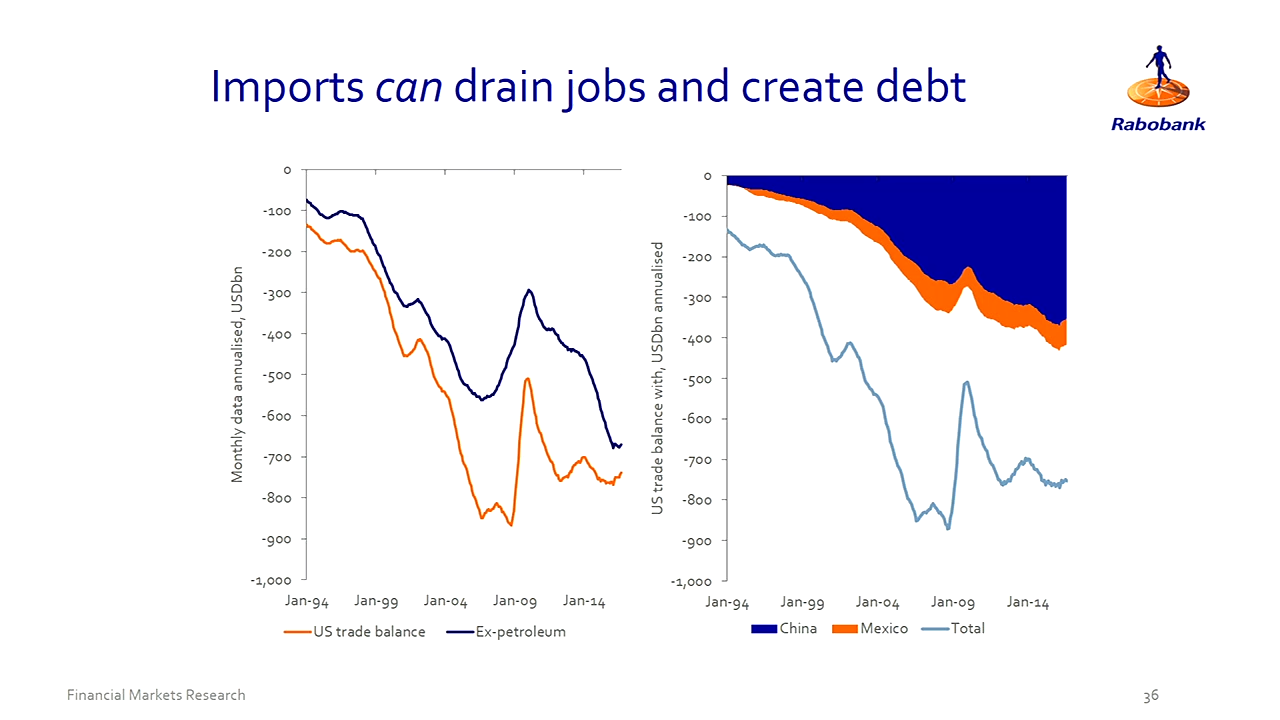 Imports can drain jobs and create debt
Rabobank
Monthly data annualised, USDbn
0
-100
-200
-300
-400
-500
-600
-700
-800
-900
-1,000
Jan-94 Jan-99 Jan-04 Jan-09 Jan-14
US trade balance Ex-petroleum
US trade balance with, USDbn annualised
0
-100
-200
-300
-400
-500
-600
-700
-800
-900
-1,000
Jan-94 Jan-99 Jan-04 Jan-09 Jan-14
China Mexico Total
Financial Markets Research 36